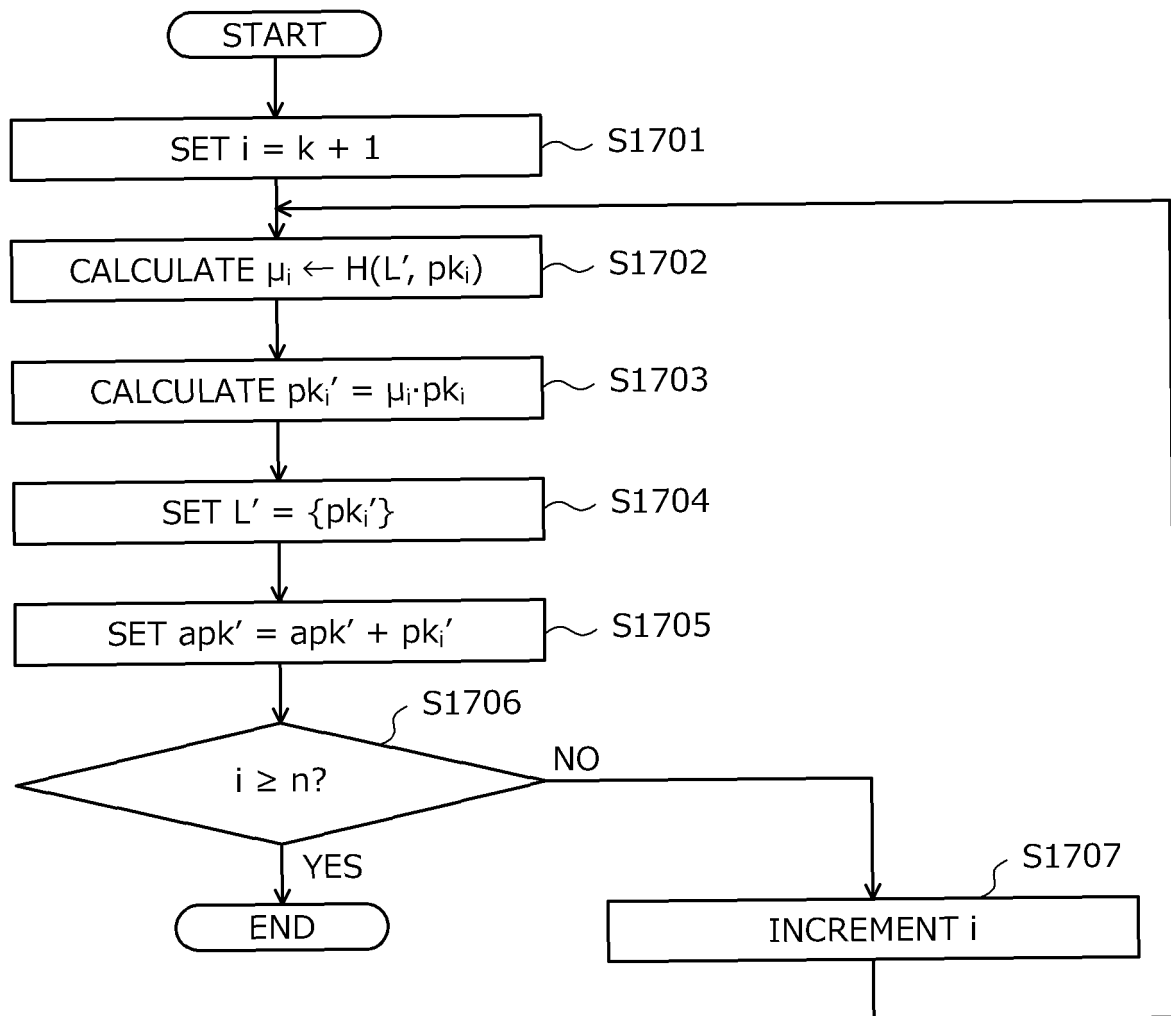 START
SET i = k + 1
S1701
CALCULATE μᵢ ← H(L′, pkᵢ)
S1702
CALCULATE pkᵢ′ = μᵢ·pkᵢ
S1703
SET L′ = {pkᵢ′}
S1704
SET apk′ = apk′ + pkᵢ′
S1705
S1706
i ≥ n?
NO
YES
S1707
END
INCREMENT i